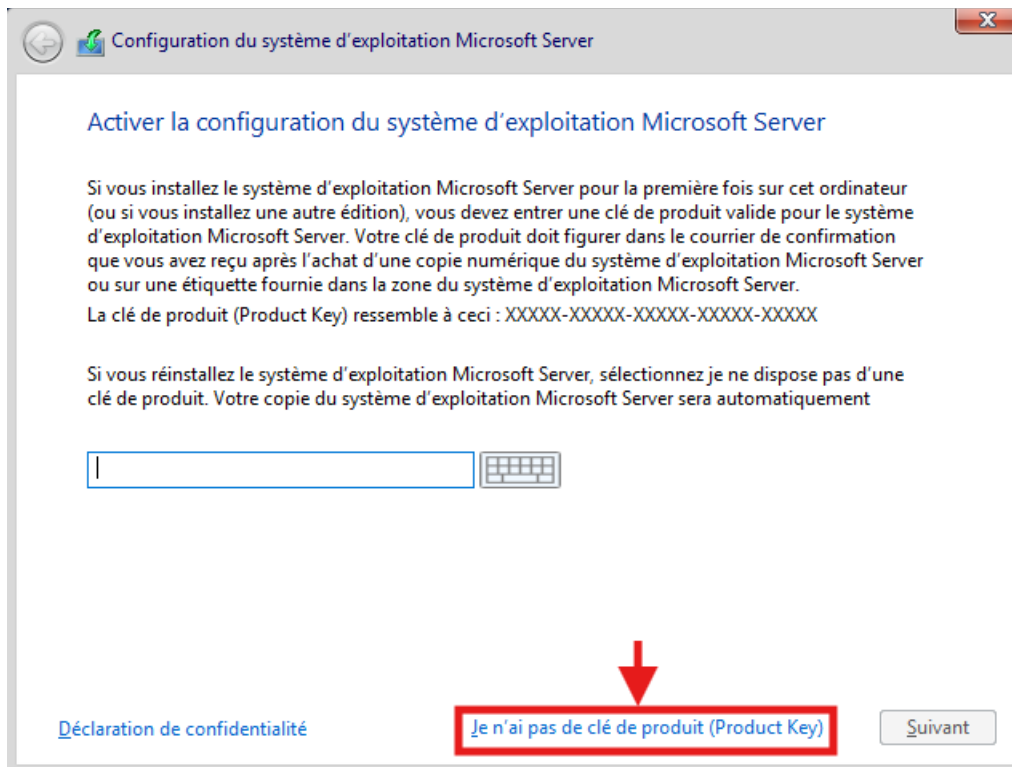 Configuration du système d'exploitation Microsoft Server
Activer la configuration du système d'exploitation Microsoft Server
Si vous installez le système d'exploitation Microsoft Server pour la première fois sur cet ordinateur
(ou si vous installez une autre édition), vous devez entrer une clé de produit valide pour le système
d'exploitation Microsoft Server. Votre clé de produit doit figurer dans le courrier de confirmation
que vous avez reçu après l'achat d'une copie numérique du système d'exploitation Microsoft Server
ou sur une étiquette fournie dans la zone du système d'exploitation Microsoft Server.
La clé de produit (Product Key) ressemble à ceci : XXXXX-XXXXX-XXXXX-XXXXX-XXXXX
Si vous réinstallez le système d'exploitation Microsoft Server, sélectionnez je ne dispose pas d'une
clé de produit. Votre copie du système d'exploitation Microsoft Server sera automatiquement
Déclaration de confidentialité
Je n'ai pas de clé de produit (Product Key)
Suivant